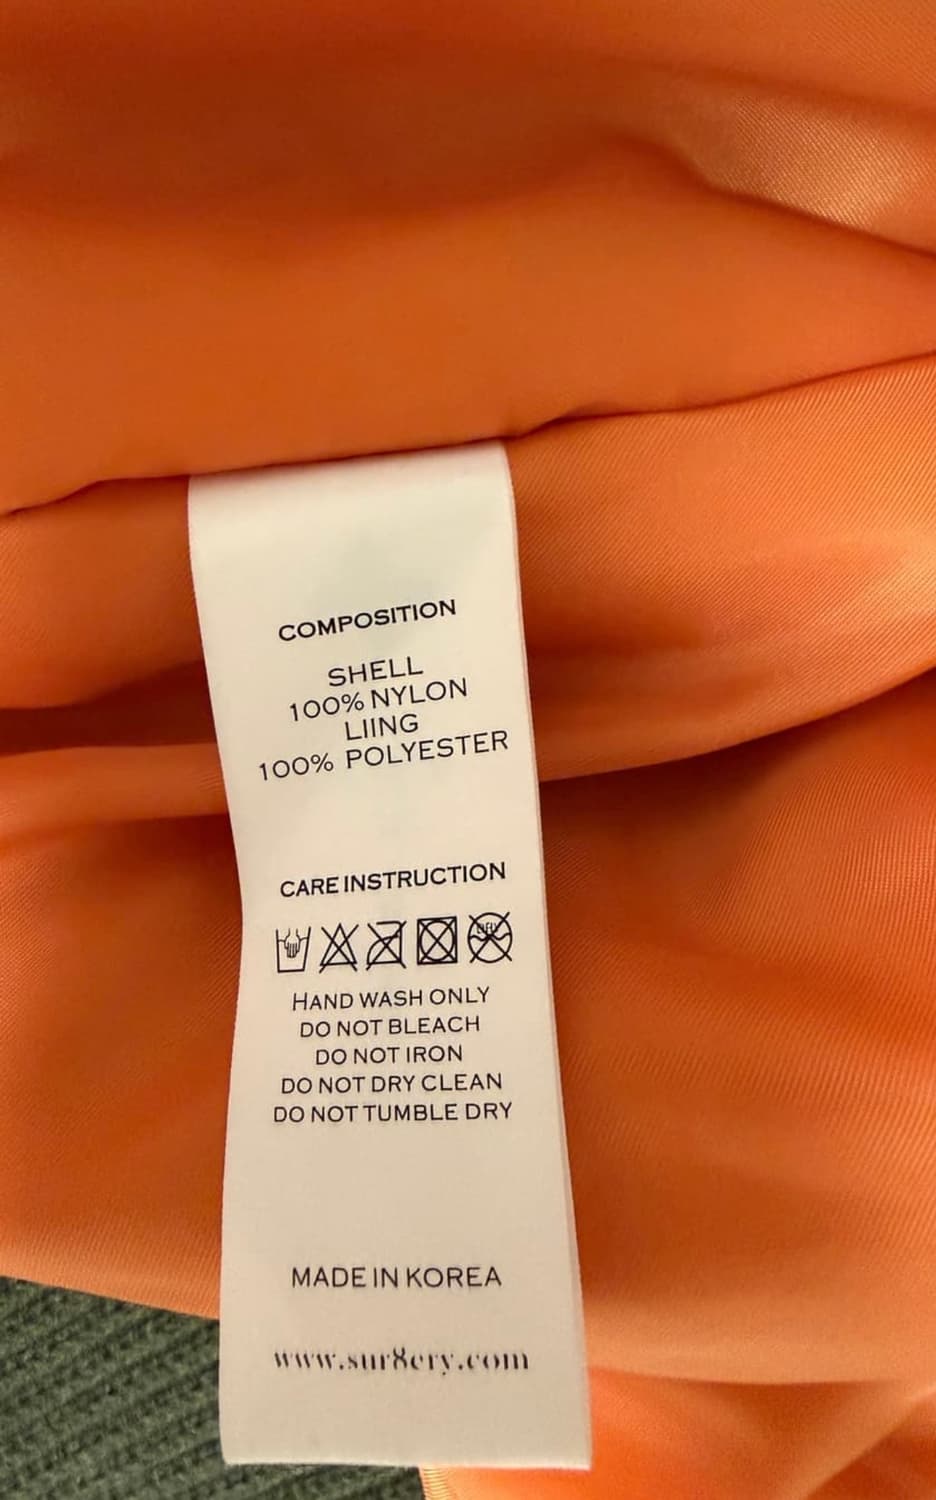 COMPOSITION
SHELL
100% NYLON
LIING
100% POLYESTER
CARE INSTRUCTION
HAND WASH ONLY
DO NOT BLEACH
DO NOT IRON
DO NOT DRY CLEAN
DO NOT TUMBLE DRY
MADE IN KOREA
www.sur8ery.com